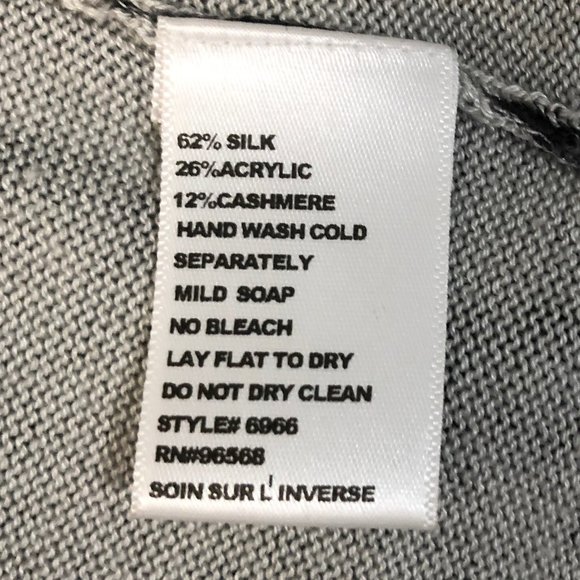 62% SILK
26%ACRYLIC
12%CASHMERE
HAND WASH COLD
SEPARATELY
MILD SOAP
NO BLEACH
LAY FLAT TO DRY
DO NOT DRY CLEAN
STYLE# 6966
RN#96568
SOIN SUR L'INVERSE